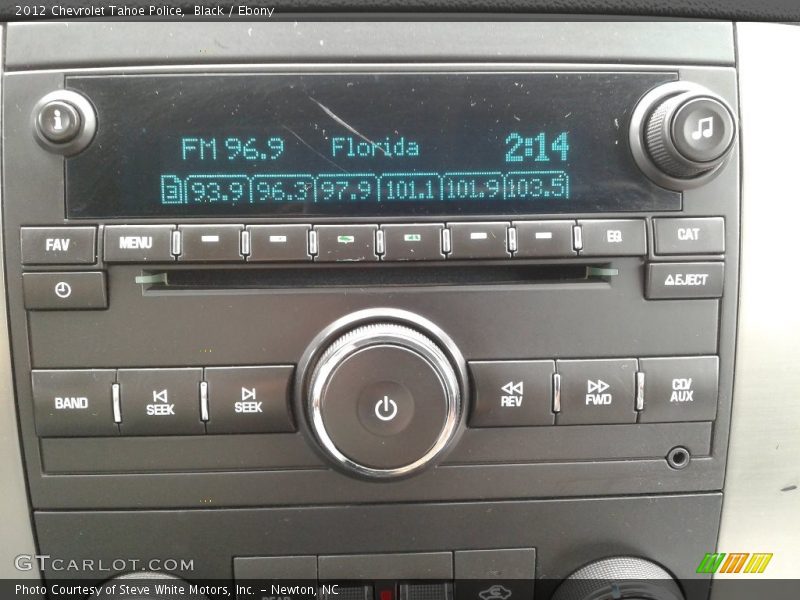 2012 Chevrolet Tahoe Police, Black / Ebony
FM 96.9 Florida 2:14
93.9 96.3 97.9 101.1 101.9 103.5
FAV MENU EQ CAT
EJECT
BAND SEEK SEEK REV FWD CD/
AUX
GTCARLOT.COM
Photo Courtesy of Steve White Motors, Inc. – Newton, NC